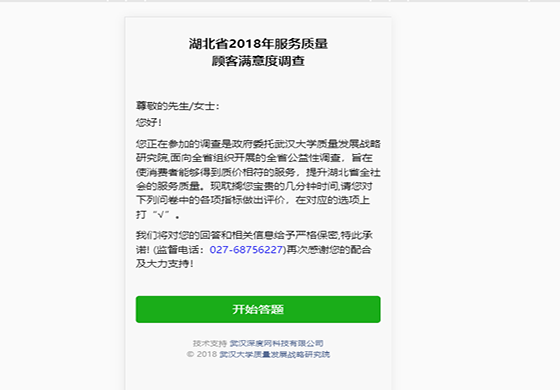 湖北省2018年服务质量
顾客满意度调查
尊敬的先生/女士：
您好！
您正在参加的调查是政府委托武汉大学质量发展战略
研究院,面向全省组织开展的全省公益性调查，旨在
使消费者能够得到质价相符的服务，提升湖北省全社
会的服务质量。现耽搁您宝贵的几分钟时间,请您对
下列问卷中的各项指标做出评价，在对应的选项上
打“√”。
我们将对您的回答和相关信息给予严格保密,特此承
诺! (监督电话：027-68756227)再次感谢您的配合
及大力支持！
开始答题
技术支持 武汉深度网科技有限公司
© 2018 武汉大学质量发展战略研究院